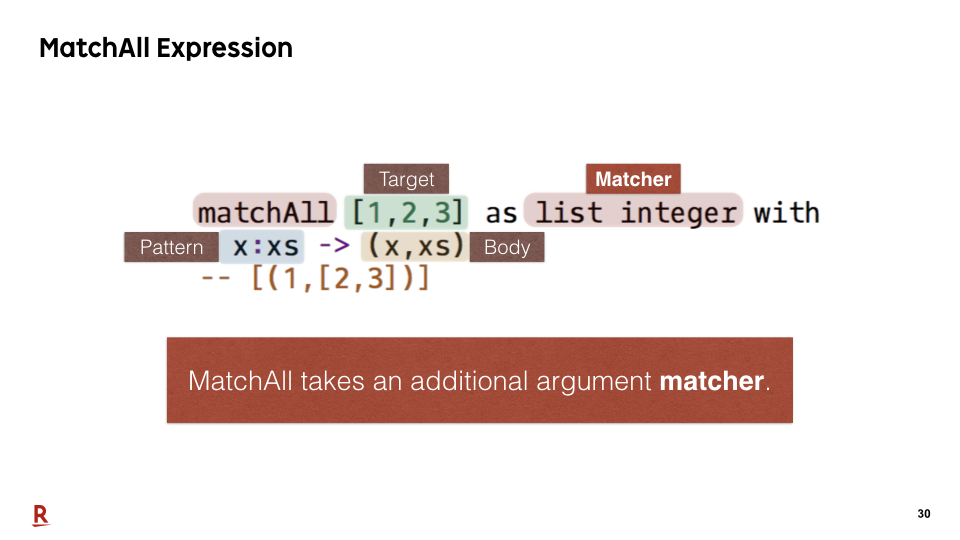 MatchAll Expression
Target
Matcher
matchAll [1,2,3] as list integer with
Pattern
x:xs -> (x,xs)
Body
-- [(1,[2,3])]
MatchAll takes an additional argument matcher.
R
30